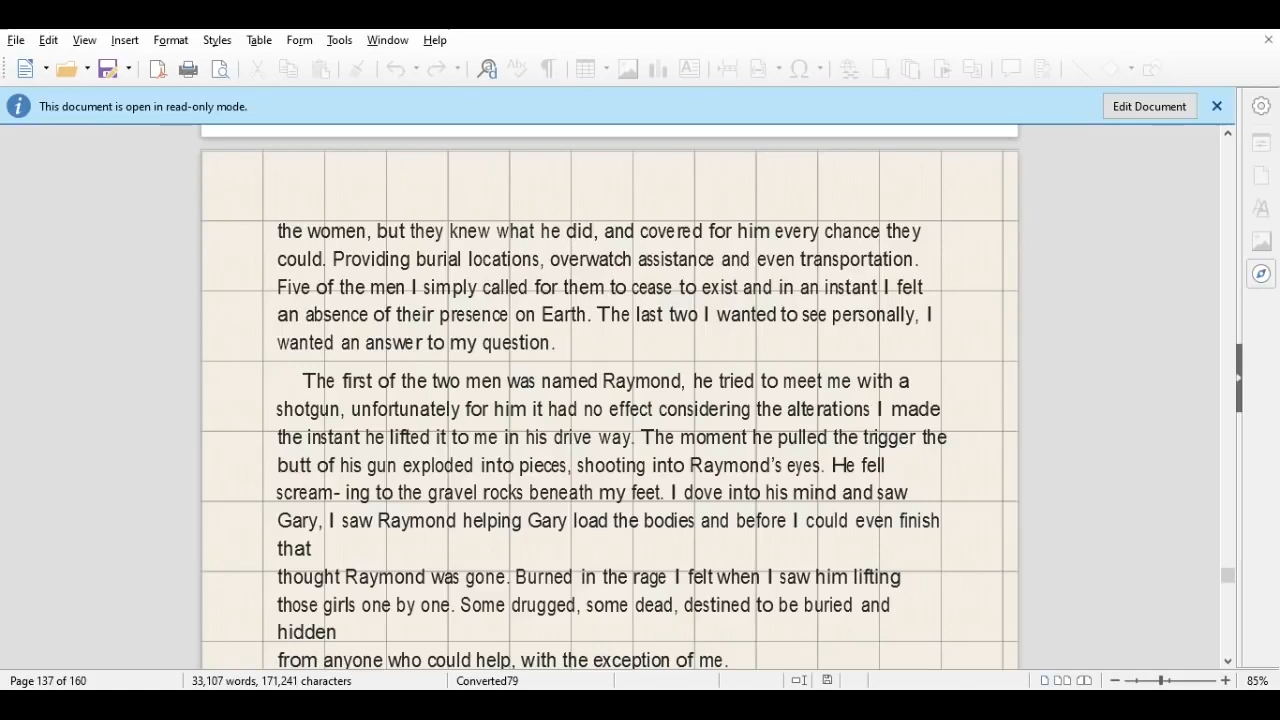 File Edit View Insert Format Styles Table Form Tools Window Help
This document is open in read-only mode.
Edit Document
the women, but they knew what he did, and covered for him every chance they
could. Providing burial locations, overwatch assistance and even transportation.
Five of the men I simply called for them to cease to exist and in an instant I felt
an absence of their presence on Earth. The last two I wanted to see personally, I
wanted an answer to my question.
The first of the two men was named Raymond, he tried to meet me with a
shotgun, unfortunately for him it had no effect considering the alterations I made
the instant he lifted it to me in his drive way. The moment he pulled the trigger the
butt of his gun exploded into pieces, shooting into Raymond’s eyes. He fell
scream- ing to the gravel rocks beneath my feet. I dove into his mind and saw
Gary, I saw Raymond helping Gary load the bodies and before I could even finish
that
thought Raymond was gone. Burned in the rage I felt when I saw him lifting
those girls one by one. Some drugged, some dead, destined to be buried and
hidden
from anyone who could help, with the exception of me.
Page 137 of 160 33,107 words, 171,241 characters Converted79 85%